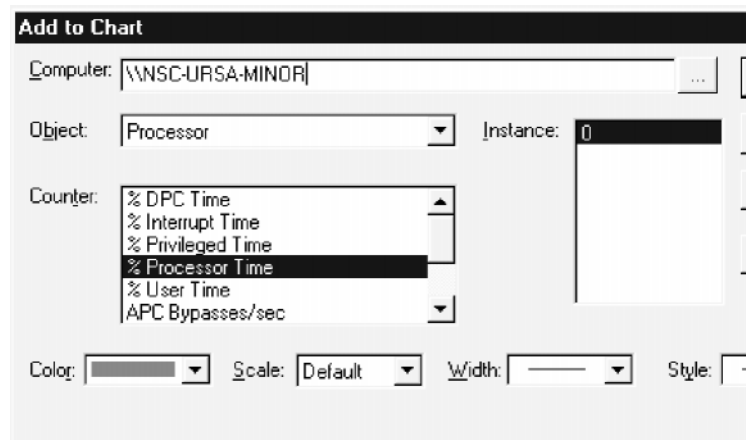 Add to Chart
Computer: \\NSC-URSA-MINOR ...
Object: Processor Instance: 0
Counter: % DPC Time
% Interrupt Time
% Privileged Time
% Processor Time
% User Time
APC Bypasses/sec
Color: Scale: Default Width: Style: